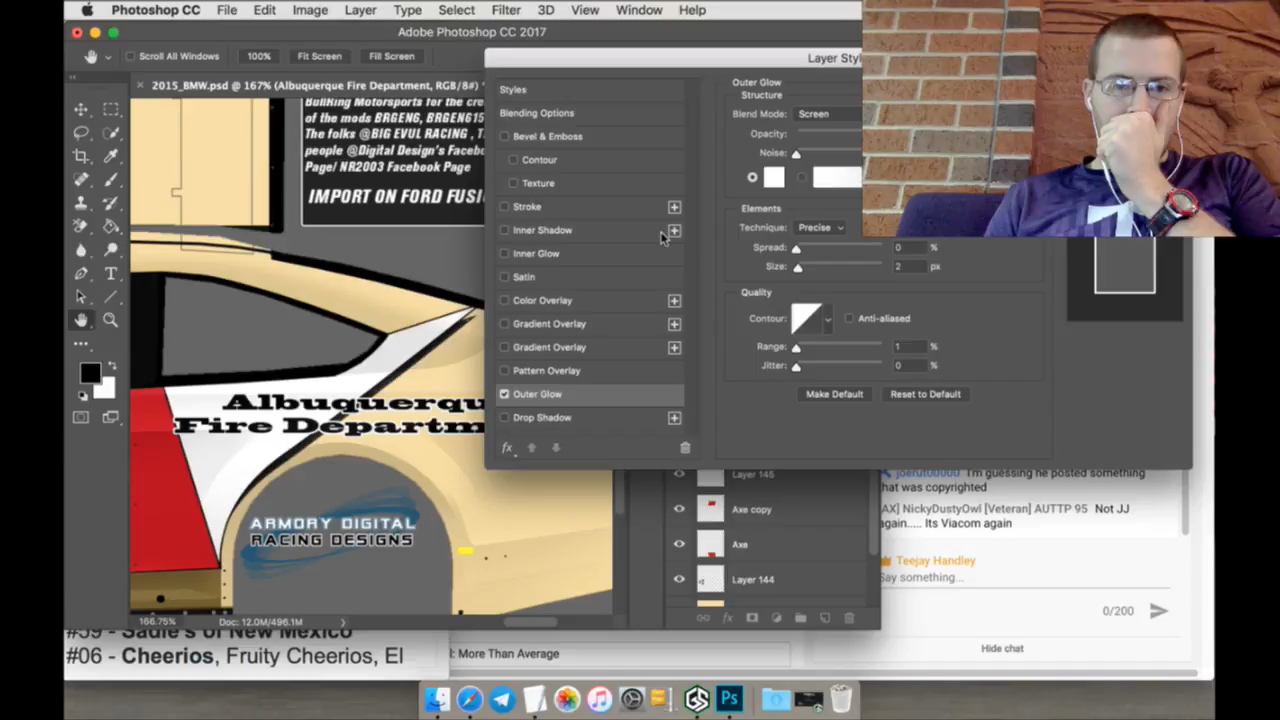 Photoshop CC File Edit Image Layer Type Select Filter 3D View Window Help
Adobe Photoshop CC 2017
Scroll All Windows 100% Fit Screen Fill Screen
Layer Styl
2015_BMW.psd @ 167% (Albuquerque Fire Department, RGB/8#)
BullRing Motorsports for the cre
of the mods BRGENG, BRGEN615
The folks @BIG EVUL RACING , T
people @Digital Design's Facebo
Page/ NR2003 Facebook Page
IMPORT ON FORD FUSI
Styles
Blending Options
Bevel & Emboss
Contour
Texture
Stroke
Inner Shadow
Inner Glow
Satin
Color Overlay
Gradient Overlay
Gradient Overlay
Pattern Overlay
Outer Glow
Drop Shadow
fx
Outer Glow
Structure
Blend Mode: Screen
Opacity:
Noise:
Elements
Technique: Precise
Spread: 0 %
Size: 2 px
Quality
Contour: Anti-aliased
Range: 1 %
Jitter: 0 %
Make Default Reset to Default
Albuquerqu
Fire Departm
ARMORY DIGITAL
RACING DESIGNS
166.75% Doc: 12.0M/496.1M
Layer 145
Axe copy
Axe
Layer 144
fx
I'm guessing he posted something
that was copyrighted
AX] NickyDustyOwl [Veteran] AUTTP 95 Not JJ
again..... Its Viacom again
Teejay Handley
Say something...
0/200
Hide chat
#59 - Sadie's of New Mexico
#06 - Cheerios, Fruity Cheerios, El
l: More Than Average
Ps